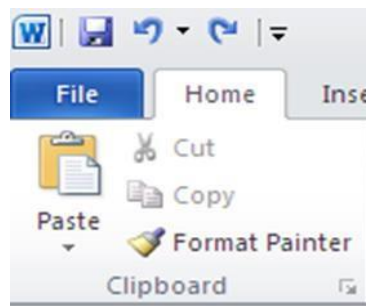 W
File Home Inse
Cut
Copy
Paste
Format Painter
Clipboard